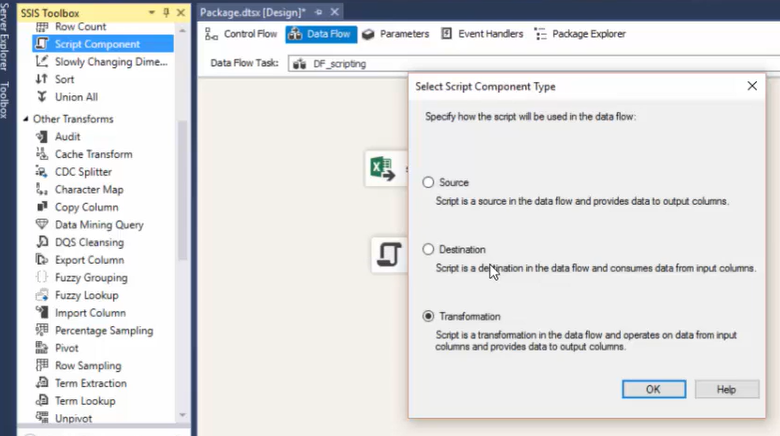 Server Explorer
Toolbox
SSIS Toolbox
Row Count
Script Component
Slowly Changing Dime...
Sort
Union All
Other Transforms
Audit
Cache Transform
CDC Splitter
Character Map
Copy Column
Data Mining Query
DQS Cleansing
Export Column
Fuzzy Grouping
Fuzzy Lookup
Import Column
Percentage Sampling
Pivot
Row Sampling
Term Extraction
Term Lookup
Unpivot
Package.dtsx [Design]*
Control Flow Data Flow Parameters Event Handlers Package Explorer
Data Flow Task: DF_scripting
Select Script Component Type
Specify how the script will be used in the data flow:
Source
Script is a source in the data flow and provides data to output columns.
Destination
Script is a destination in the data flow and consumes data from input columns.
Transformation
Script is a transformation in the data flow and operates on data from input
columns and provides data to output columns.
OK Help